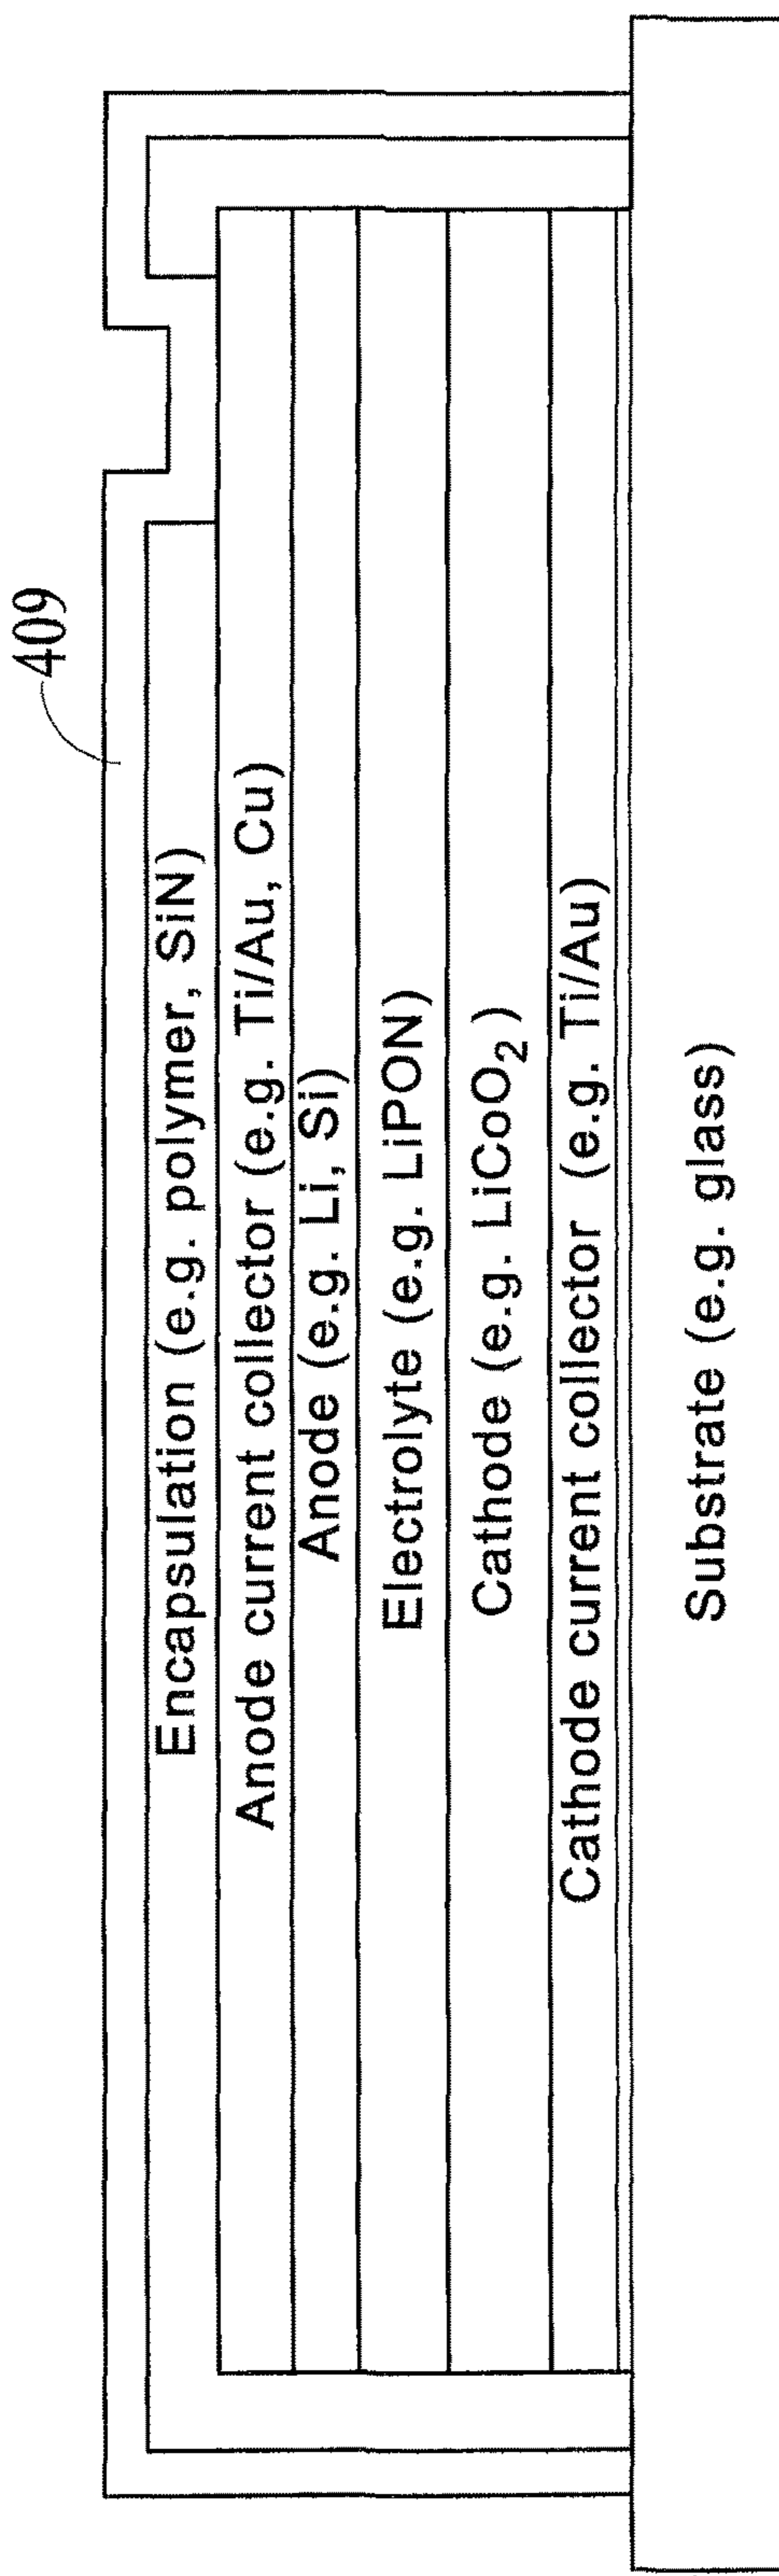 409
Encapsulation (e.g. polymer, SiN)
Anode current collector (e.g. Ti/Au, Cu)
Anode (e.g. Li, Si)
Electrolyte (e.g. LiPON)
Cathode (e.g. LiCoO₂ )
Cathode current collector (e.g. Ti/Au)
Substrate (e.g. glass)